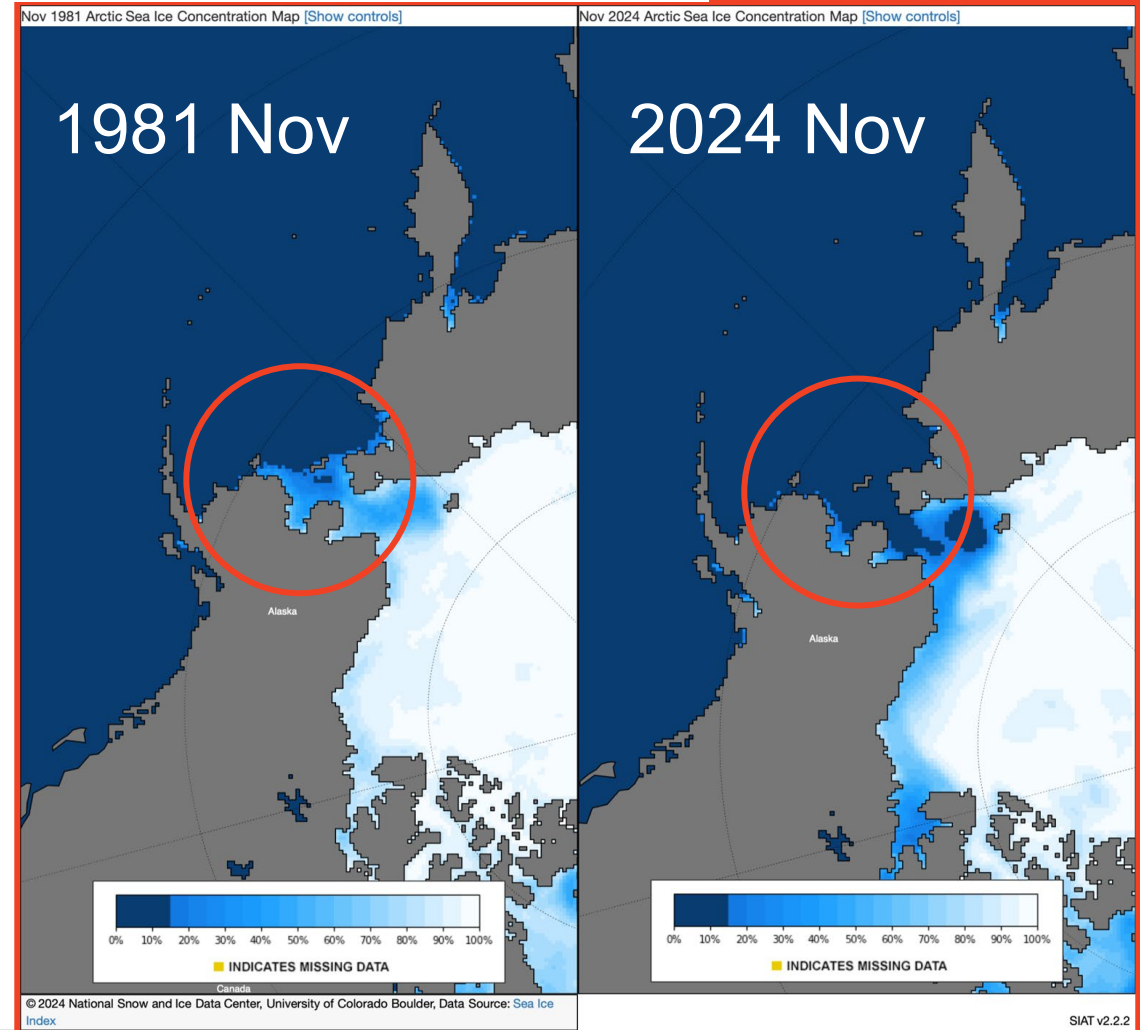 Nov 1981 Arctic Sea Ice Concentration Map [Show controls]
1981 Nov
Alaska
0% 10% 20% 30% 40% 50% 60% 70% 80% 90% 100%
INDICATES MISSING DATA
Canada
© 2024 National Snow and Ice Data Center, University of Colorado Boulder, Data Source: Sea Ice
Index
Nov 2024 Arctic Sea Ice Concentration Map [Show controls]
2024 Nov
Alaska
0% 10% 20% 30% 40% 50% 60% 70% 80% 90% 100%
INDICATES MISSING DATA
SIAT v2.2.2